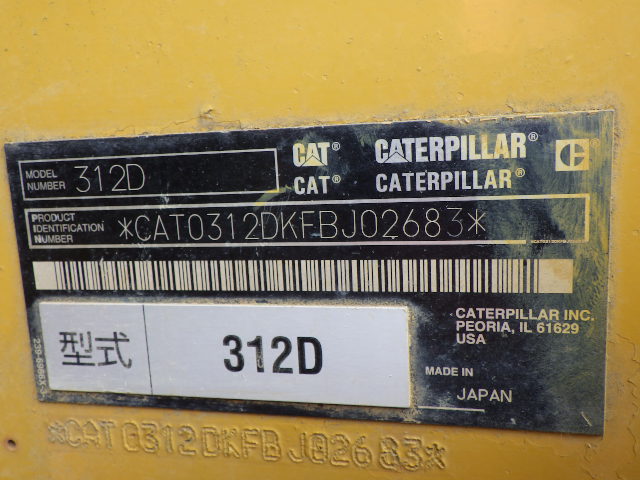 MODEL NUMBER 312D
CAT® CATERPILLAR® C
CAT® CATERPILLAR®
PRODUCT IDENTIFICATION NUMBER *CAT0312DKFBJ02683*
CATERPILLAR INC.
PEORIA, IL 61629
USA
型式 312D
MADE IN
JAPAN
*CAT0312DKFBJ02683*